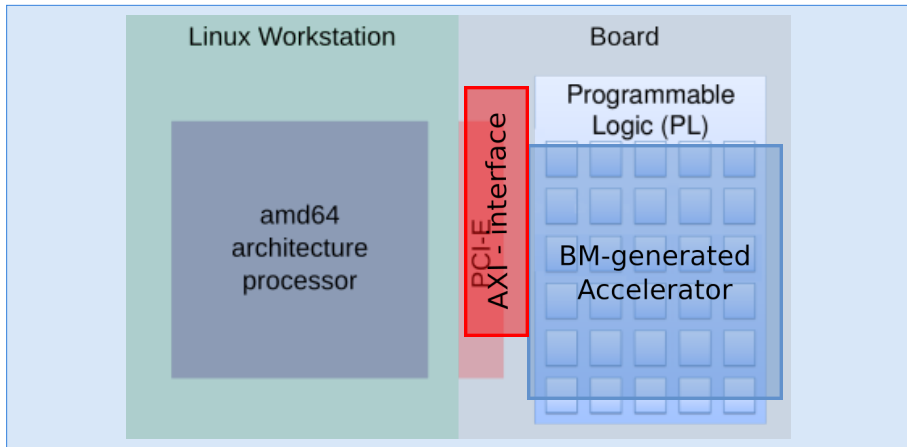 Linux Workstation
Board
amd64
architecture
processor
PCI-E
AXI - interface
Programmable
Logic (PL)
BM-generated
Accelerator